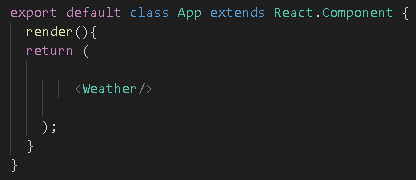 export default class App extends React.Component {
render(){
return (
<Weather/>
);
}
}